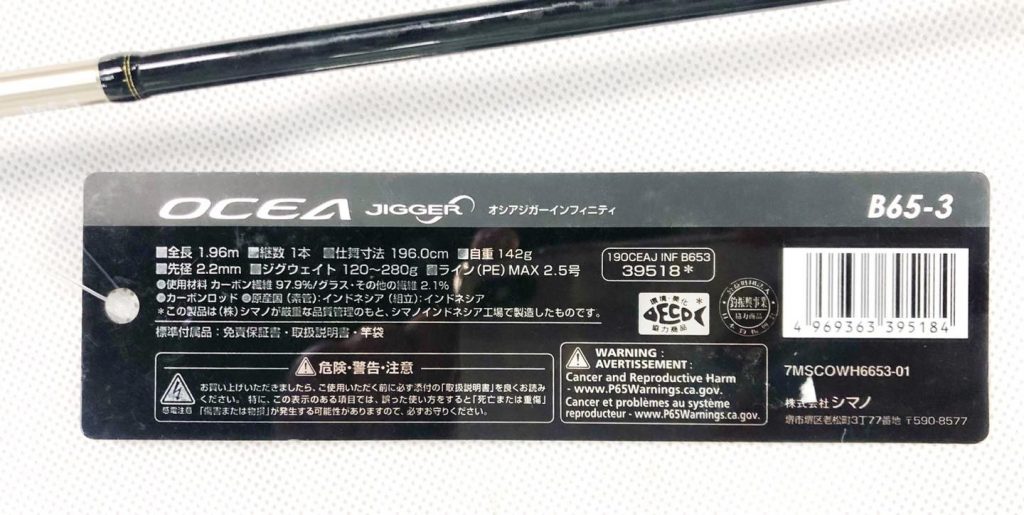 OCEA JIGGER オシアジガーインフィニティ B65-3
■全長 1.96m ■継数 1本 ■仕舞寸法 196.0cm ■自重 142g
■先径 2.2mm ■ジグウェイト 120〜280g ■ライン(PE) MAX 2.5号
●使用材料 カーボン繊維 97.9%/グラス・その他の繊維 2.1%
●カーボンロッド ●原産国(素管):インドネシア(組立):インドネシア
*この製品は(株)シマノが厳重な品質管理のもと、シマノインドネシア工場で製造したものです。
標準付属品:免責保証書・取扱説明書・竿袋
19OCEAJ INF B653
39518*
環境・美化
ECO
協力商品
釣振興事業
協力商品
4 969363 395184
危険・警告・注意
感電注意
お買い上げいただきましたら、ご使用いただく前に必ず添付の「取扱説明書」を良くお読み
ください。特に、この表示のある項目では、誤った使い方をすると「死亡または重傷」
「傷害または物損」が発生する可能性がありますので、必ずお守りください。
WARNING :
AVERTISSEMENT :
Cancer and Reproductive Harm
- www.P65Warnings.ca.gov.
Cancer et problèmes au système
reproducteur - www.P65Warnings.ca.gov.
7MSCOWH6653-01
株式会社 シマノ
堺市堺区老松町3丁77番地 〒590-8577